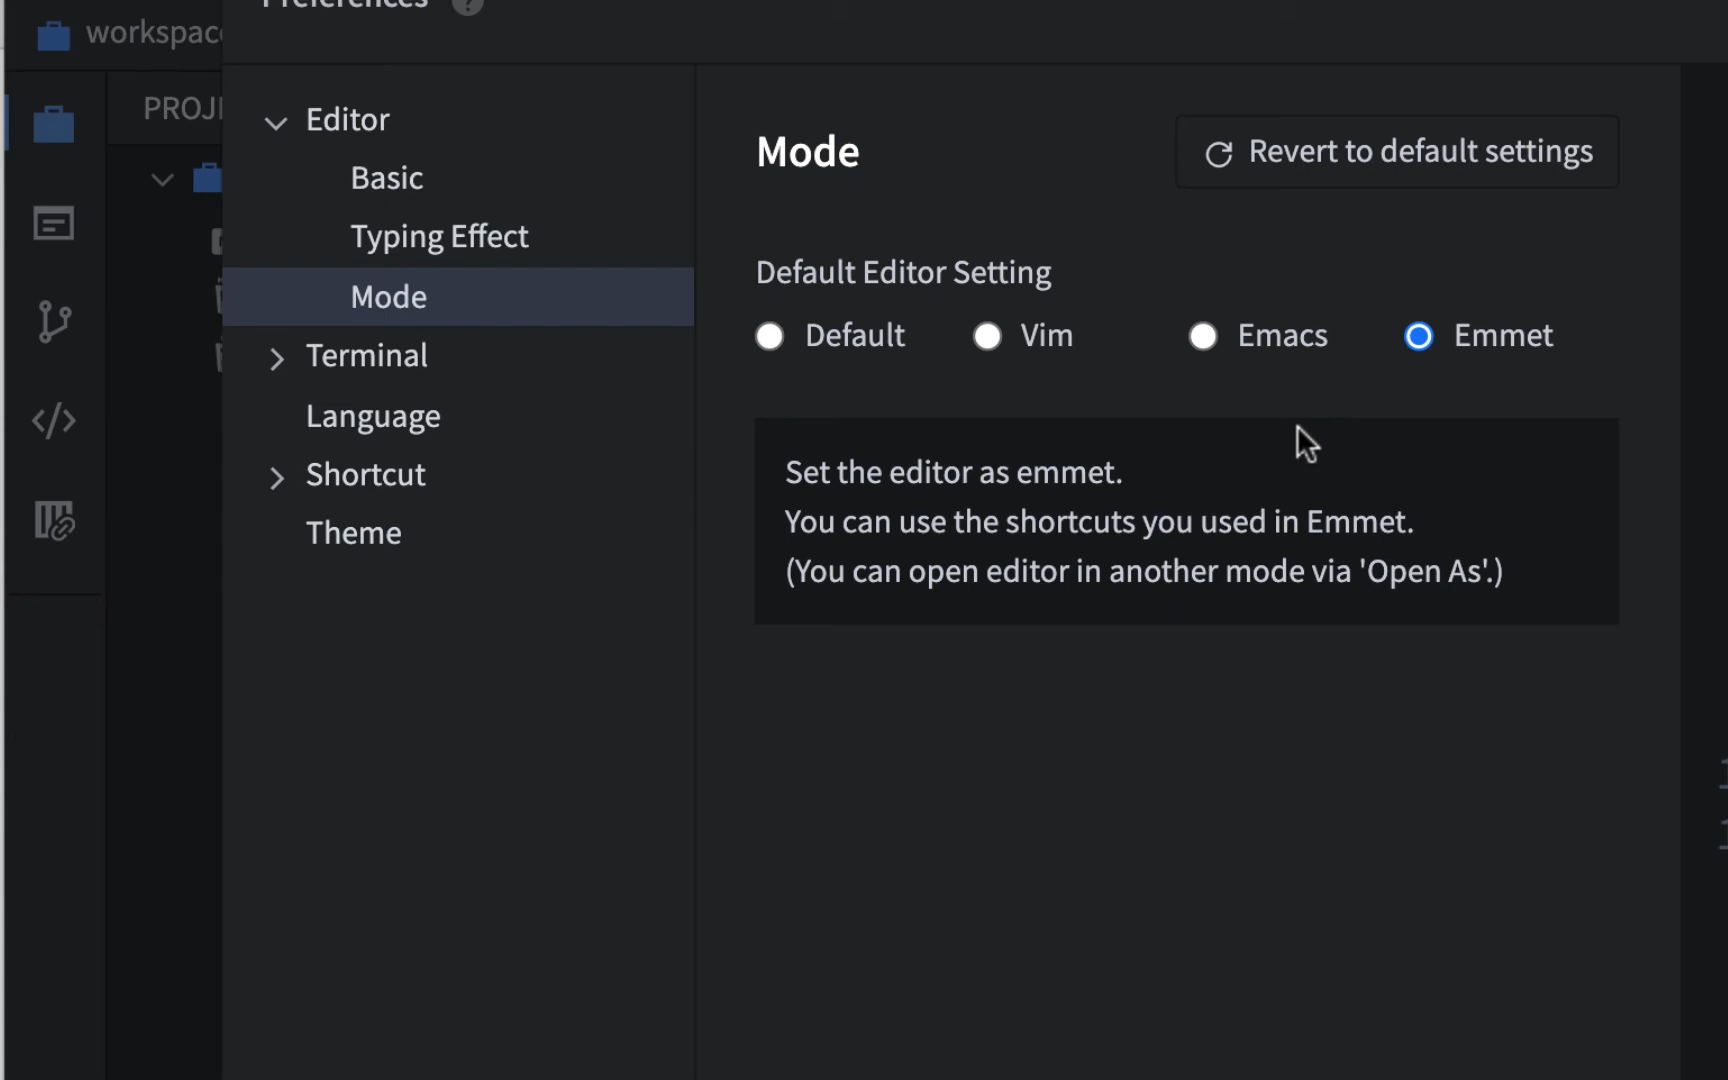 Preferences
workspac
PROJ
Editor
Basic
Typing Effect
Mode
Terminal
Language
Shortcut
Theme
Mode
Revert to default settings
Default Editor Setting
Default Vim Emacs Emmet
Set the editor as emmet.
You can use the shortcuts you used in Emmet.
(You can open editor in another mode via 'Open As'.)